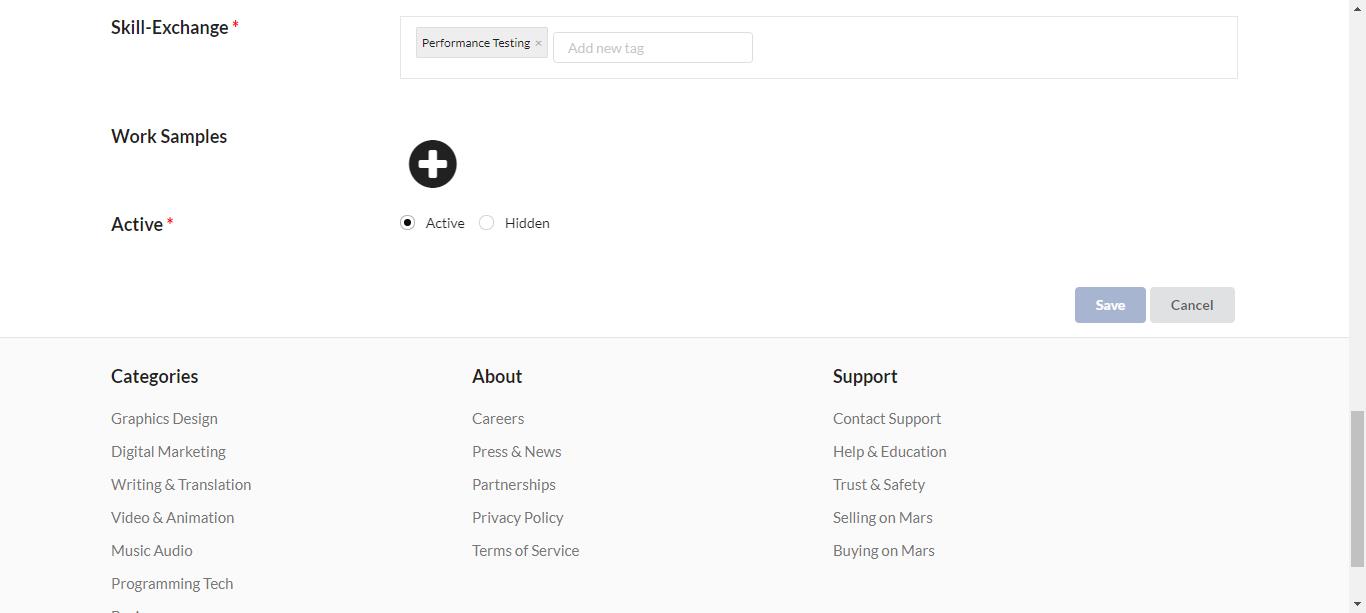 Skill-Exchange *
Performance Testing ×
Add new tag
Work Samples
Active *
Active
Hidden
Save
Cancel
Categories
Graphics Design
Digital Marketing
Writing & Translation
Video & Animation
Music Audio
Programming Tech
About
Careers
Press & News
Partnerships
Privacy Policy
Terms of Service
Support
Contact Support
Help & Education
Trust & Safety
Selling on Mars
Buying on Mars